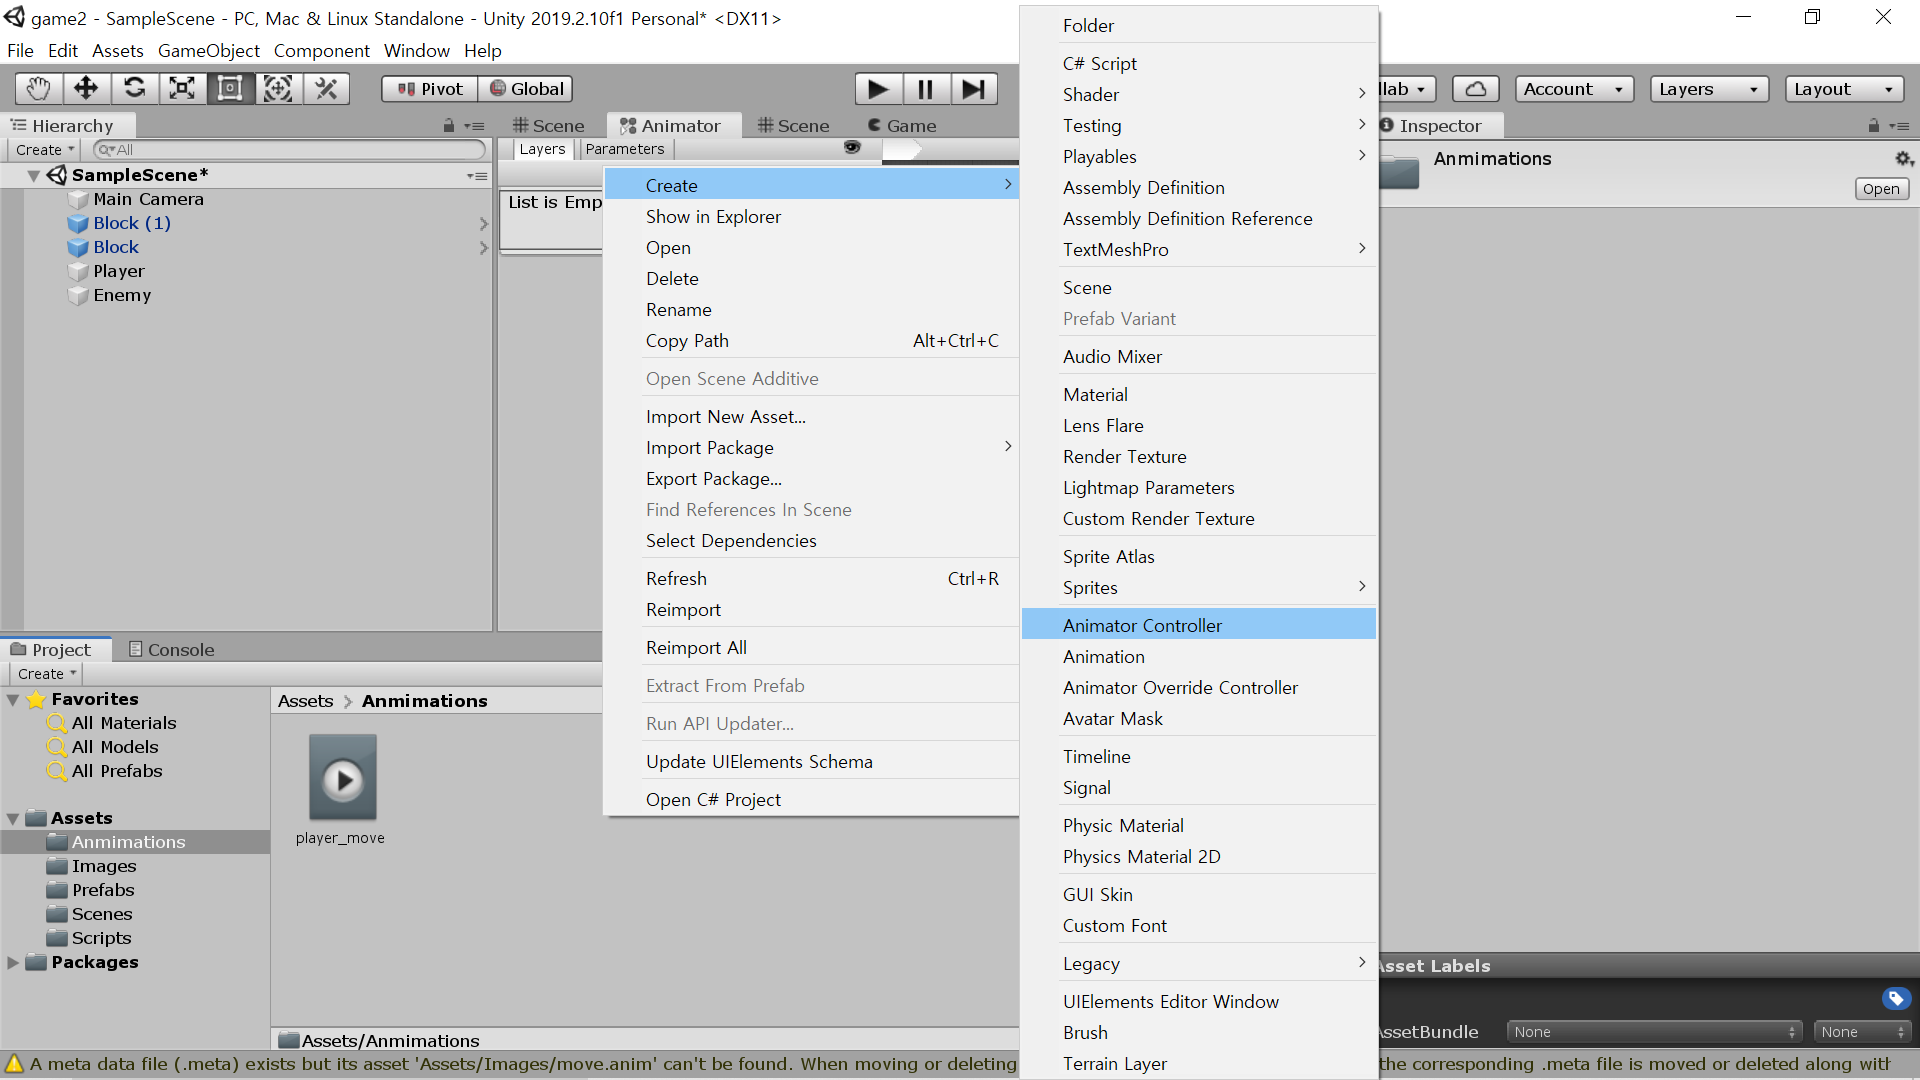 game2 - SampleScene - PC, Mac & Linux Standalone - Unity 2019.2.10f1 Personal* <DX11>
File Edit Assets GameObject Component Window Help
Pivot Global
Account Layers Layout
Hierarchy
Create All
SampleScene*
Main Camera
Block (1)
Block
Player
Enemy
Scene Animator Scene Game
Layers Parameters
List is Emp
Create
Show in Explorer
Open
Delete
Rename
Copy Path Alt+Ctrl+C
Open Scene Additive
Import New Asset...
Import Package
Export Package...
Find References In Scene
Select Dependencies
Refresh Ctrl+R
Reimport
Reimport All
Extract From Prefab
Run API Updater...
Update UIElements Schema
Open C# Project
Folder
C# Script
Shader
Testing
Playables
Assembly Definition
Assembly Definition Reference
TextMeshPro
Scene
Prefab Variant
Audio Mixer
Material
Lens Flare
Render Texture
Lightmap Parameters
Custom Render Texture
Sprite Atlas
Sprites
Animator Controller
Animation
Animator Override Controller
Avatar Mask
Timeline
Signal
Physic Material
Physics Material 2D
GUI Skin
Custom Font
Legacy
UIElements Editor Window
Brush
Terrain Layer
Inspector
Anmimations
Open
Asset Labels
AssetBundle None None
Project Console
Create
Favorites
All Materials
All Models
All Prefabs
Assets
Anmimations
Images
Prefabs
Scenes
Scripts
Packages
Assets > Anmimations
player_move
Assets/Anmimations
A meta data file (.meta) exists but its asset 'Assets/Images/move.anim' can't be found. When moving or deleting the corresponding .meta file is moved or deleted along with